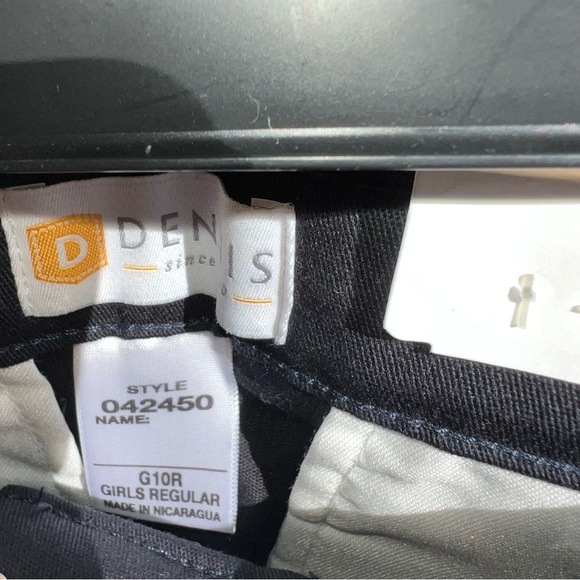 D DEN IS
since
STYLE
042450
NAME:
G10R
GIRLS REGULAR
MADE IN NICARAGUA